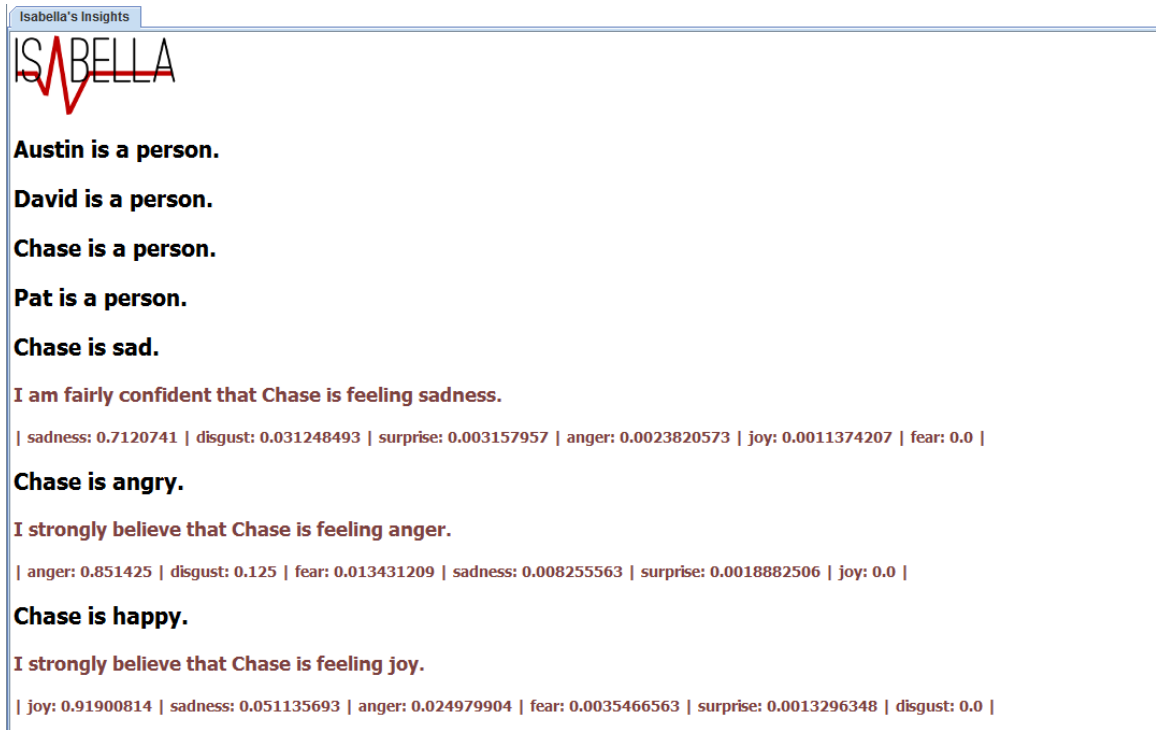 Isabella's Insights
ISABELLA
Austin is a person.
David is a person.
Chase is a person.
Pat is a person.
Chase is sad.
I am fairly confident that Chase is feeling sadness.
| sadness: 0.7120741 | disgust: 0.031248493 | surprise: 0.003157957 | anger: 0.0023820573 | joy: 0.0011374207 | fear: 0.0 |
Chase is angry.
I strongly believe that Chase is feeling anger.
| anger: 0.851425 | disgust: 0.125 | fear: 0.013431209 | sadness: 0.008255563 | surprise: 0.0018882506 | joy: 0.0 |
Chase is happy.
I strongly believe that Chase is feeling joy.
| joy: 0.91900814 | sadness: 0.051135693 | anger: 0.024979904 | fear: 0.0035466563 | surprise: 0.0013296348 | disgust: 0.0 |